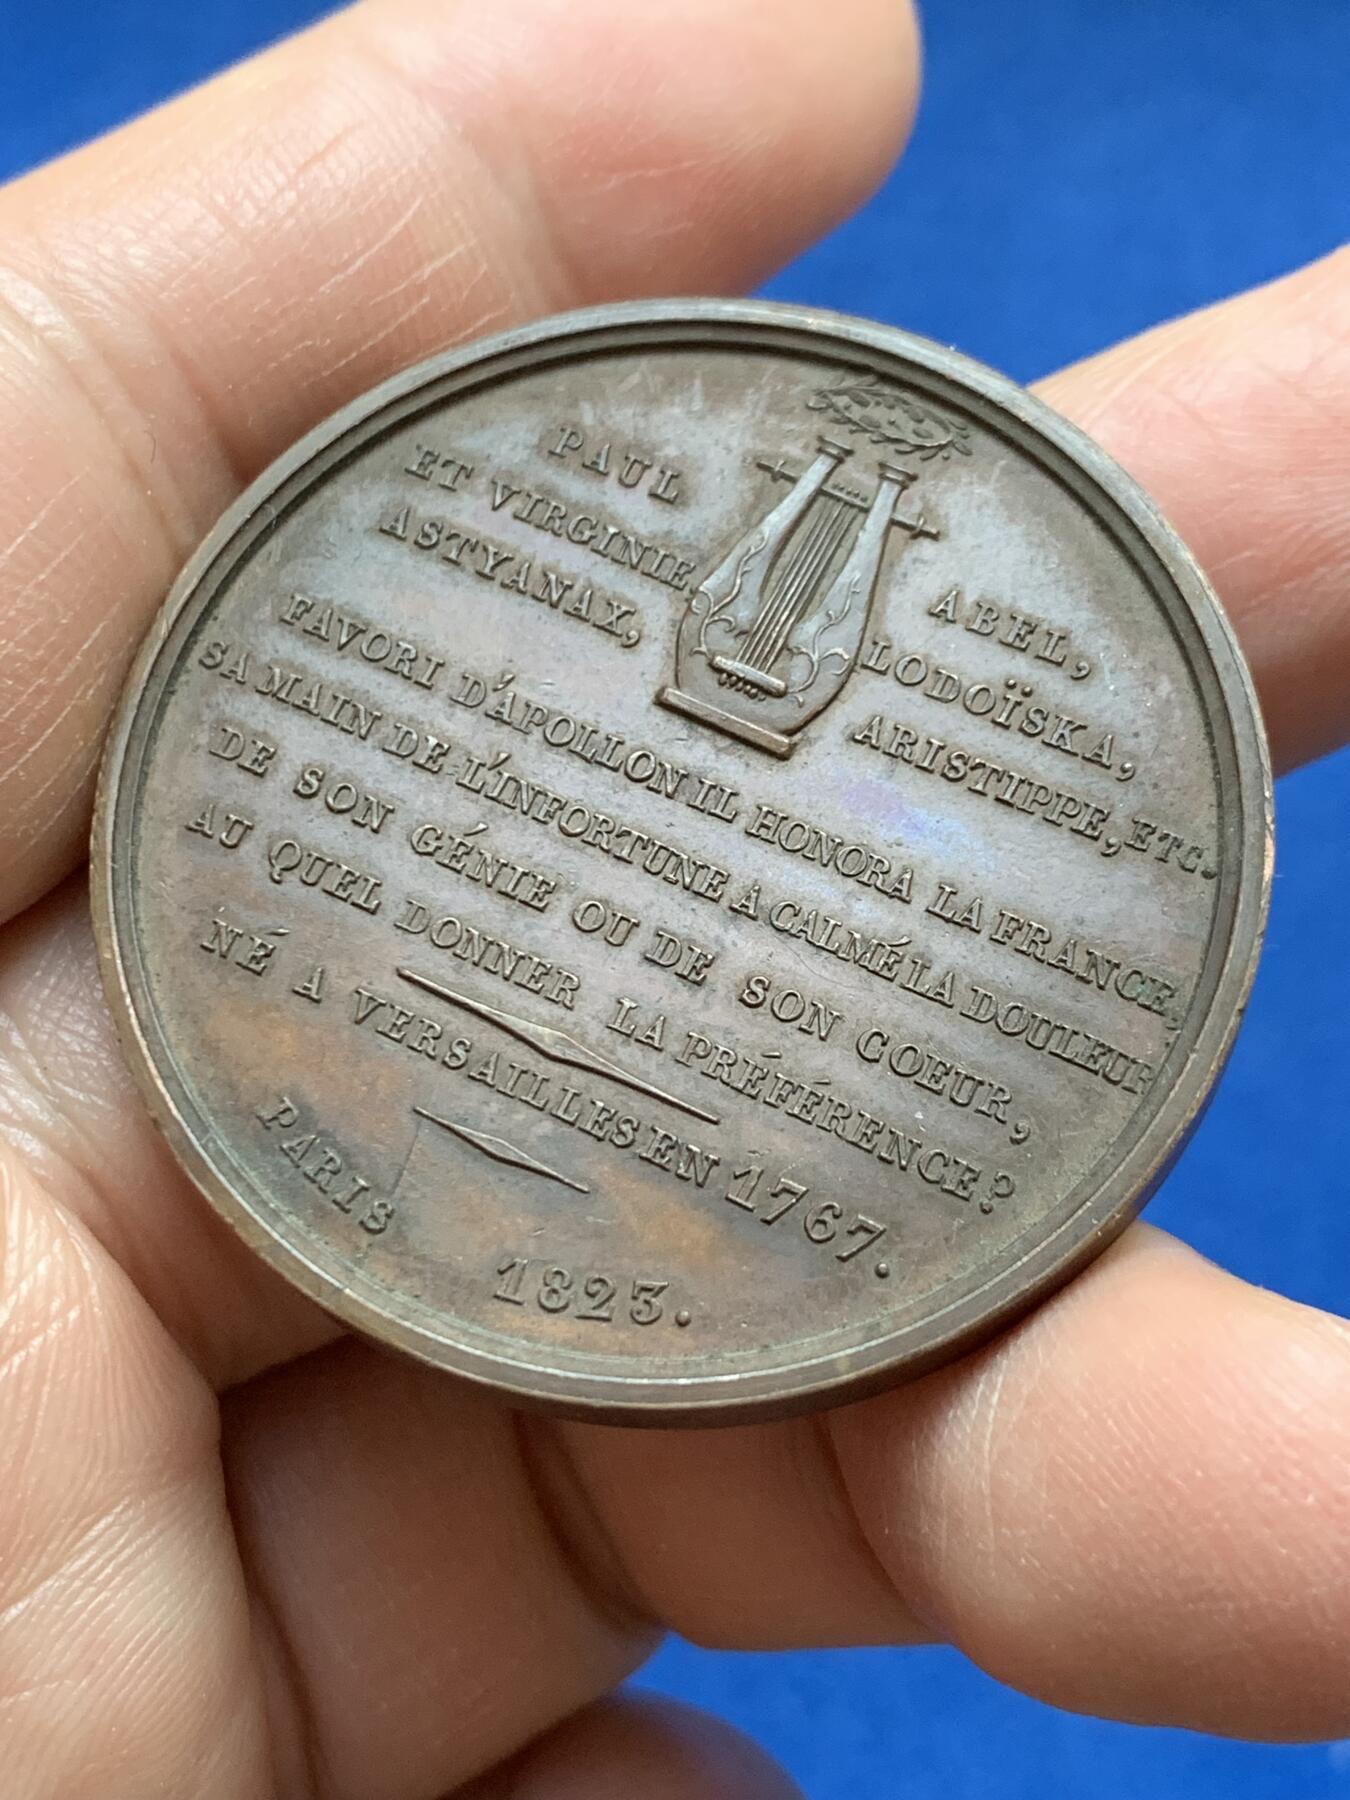 PAUL
ET VIRGINIE,
ASTYANAX,
ABEL,
LODOÏSKA,
ARISTIPPE, ETC.
FAVORI D'APOLLON IL HONORA LA FRANCE,
SA MAIN DE L'INFORTUNE A CALMÉ LA DOULEUR
DE SON GÉNIE OU DE SON COEUR,
AU QUEL DONNER LA PRÉFÉRENCE?
NÉ A VERSAILLES EN 1767.
PARIS 1823.